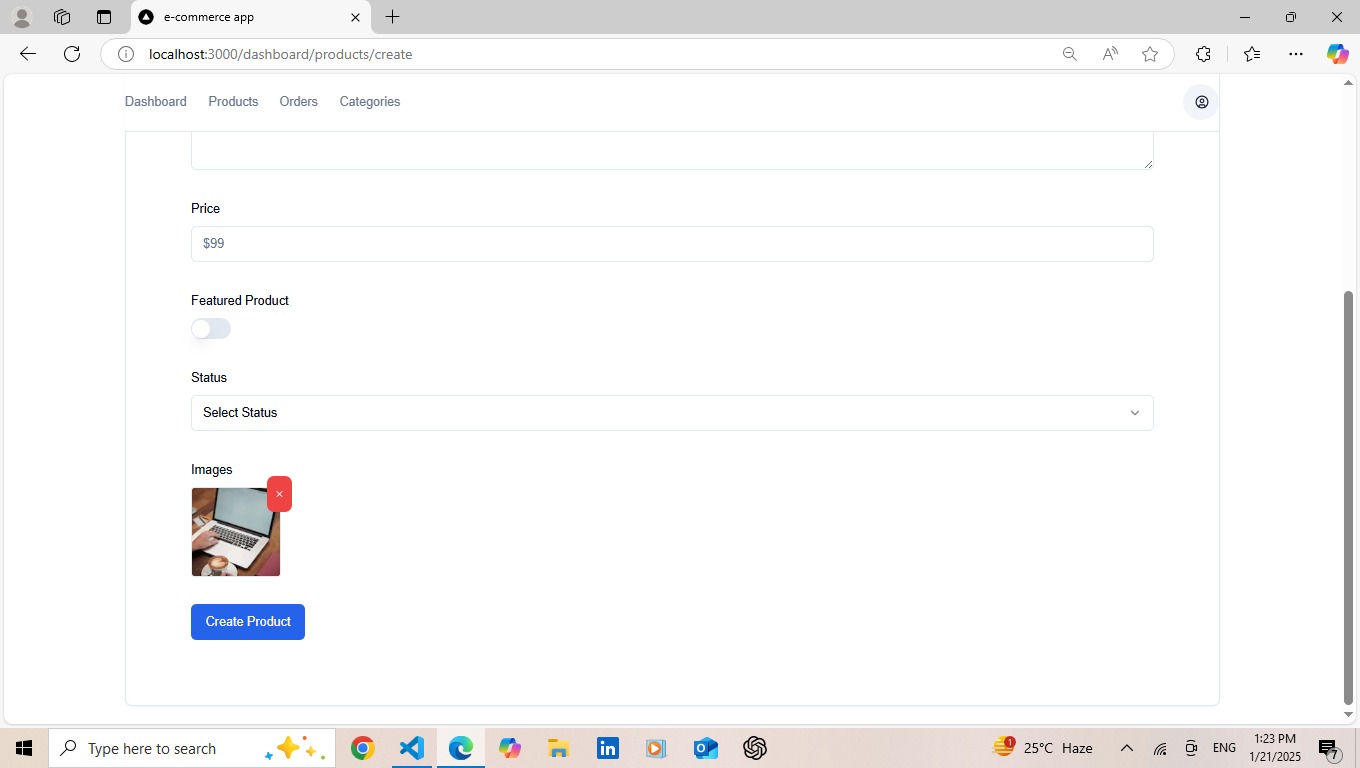 e-commerce app
localhost:3000/dashboard/products/create
Dashboard Products Orders Categories
Price
$99
Featured Product
Status
Select Status
Images
Create Product
Type here to search
1
25°C Haze
ENG
1:23 PM
1/21/2025
7